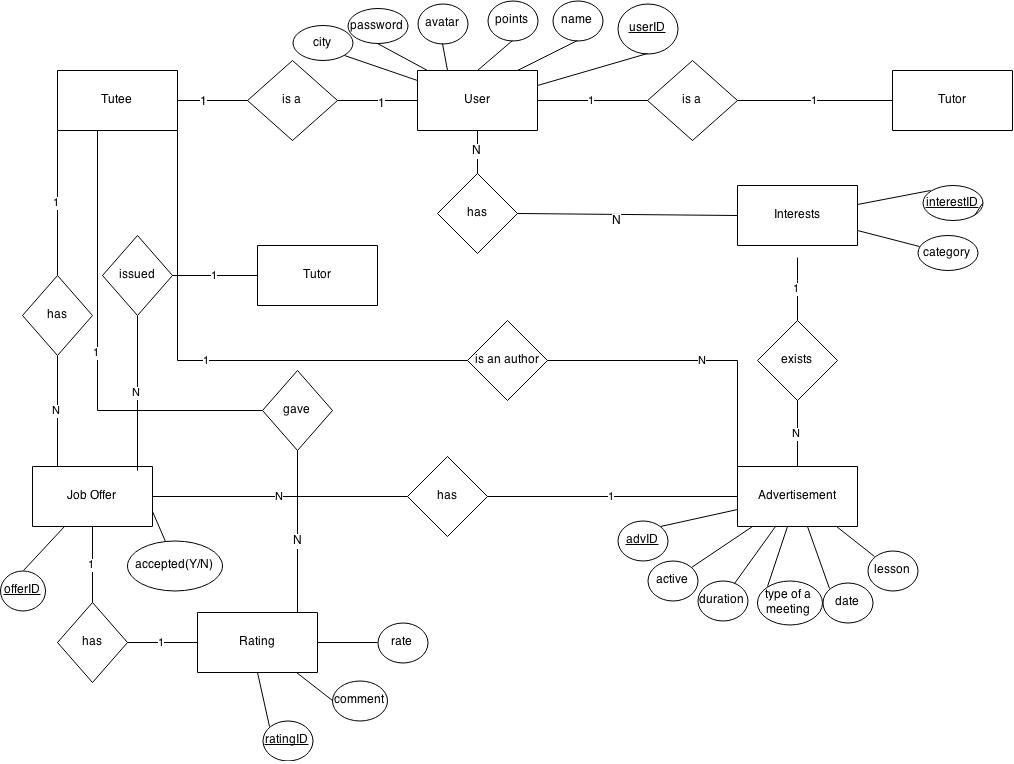 userID
name
points
avatar
password
city
Tutee
1
is a
1
User
1
is a
1
Tutor
N
has
N
Interests
interestID
category
1
issued
1
Tutor
1
has
1
is an author
N
exists
1
N
N
gave
N
Job Offer
N
has
1
Advertisement
advID
active
duration
type of a
meeting
date
lesson
N
accepted(Y/N)
1
offerID
has
1
Rating
rate
comment
ratingID